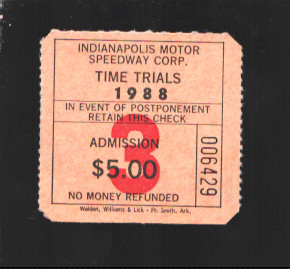 INDIANAPOLIS MOTOR
SPEEDWAY CORP.
TIME TRIALS
1988
IN EVENT OF POSTPONEMENT
RETAIN THIS CHECK
3
ADMISSION
$5.00
006429
NO MONEY REFUNDED
Weldon, Williams & Lick - Ft. Smith, Ark.